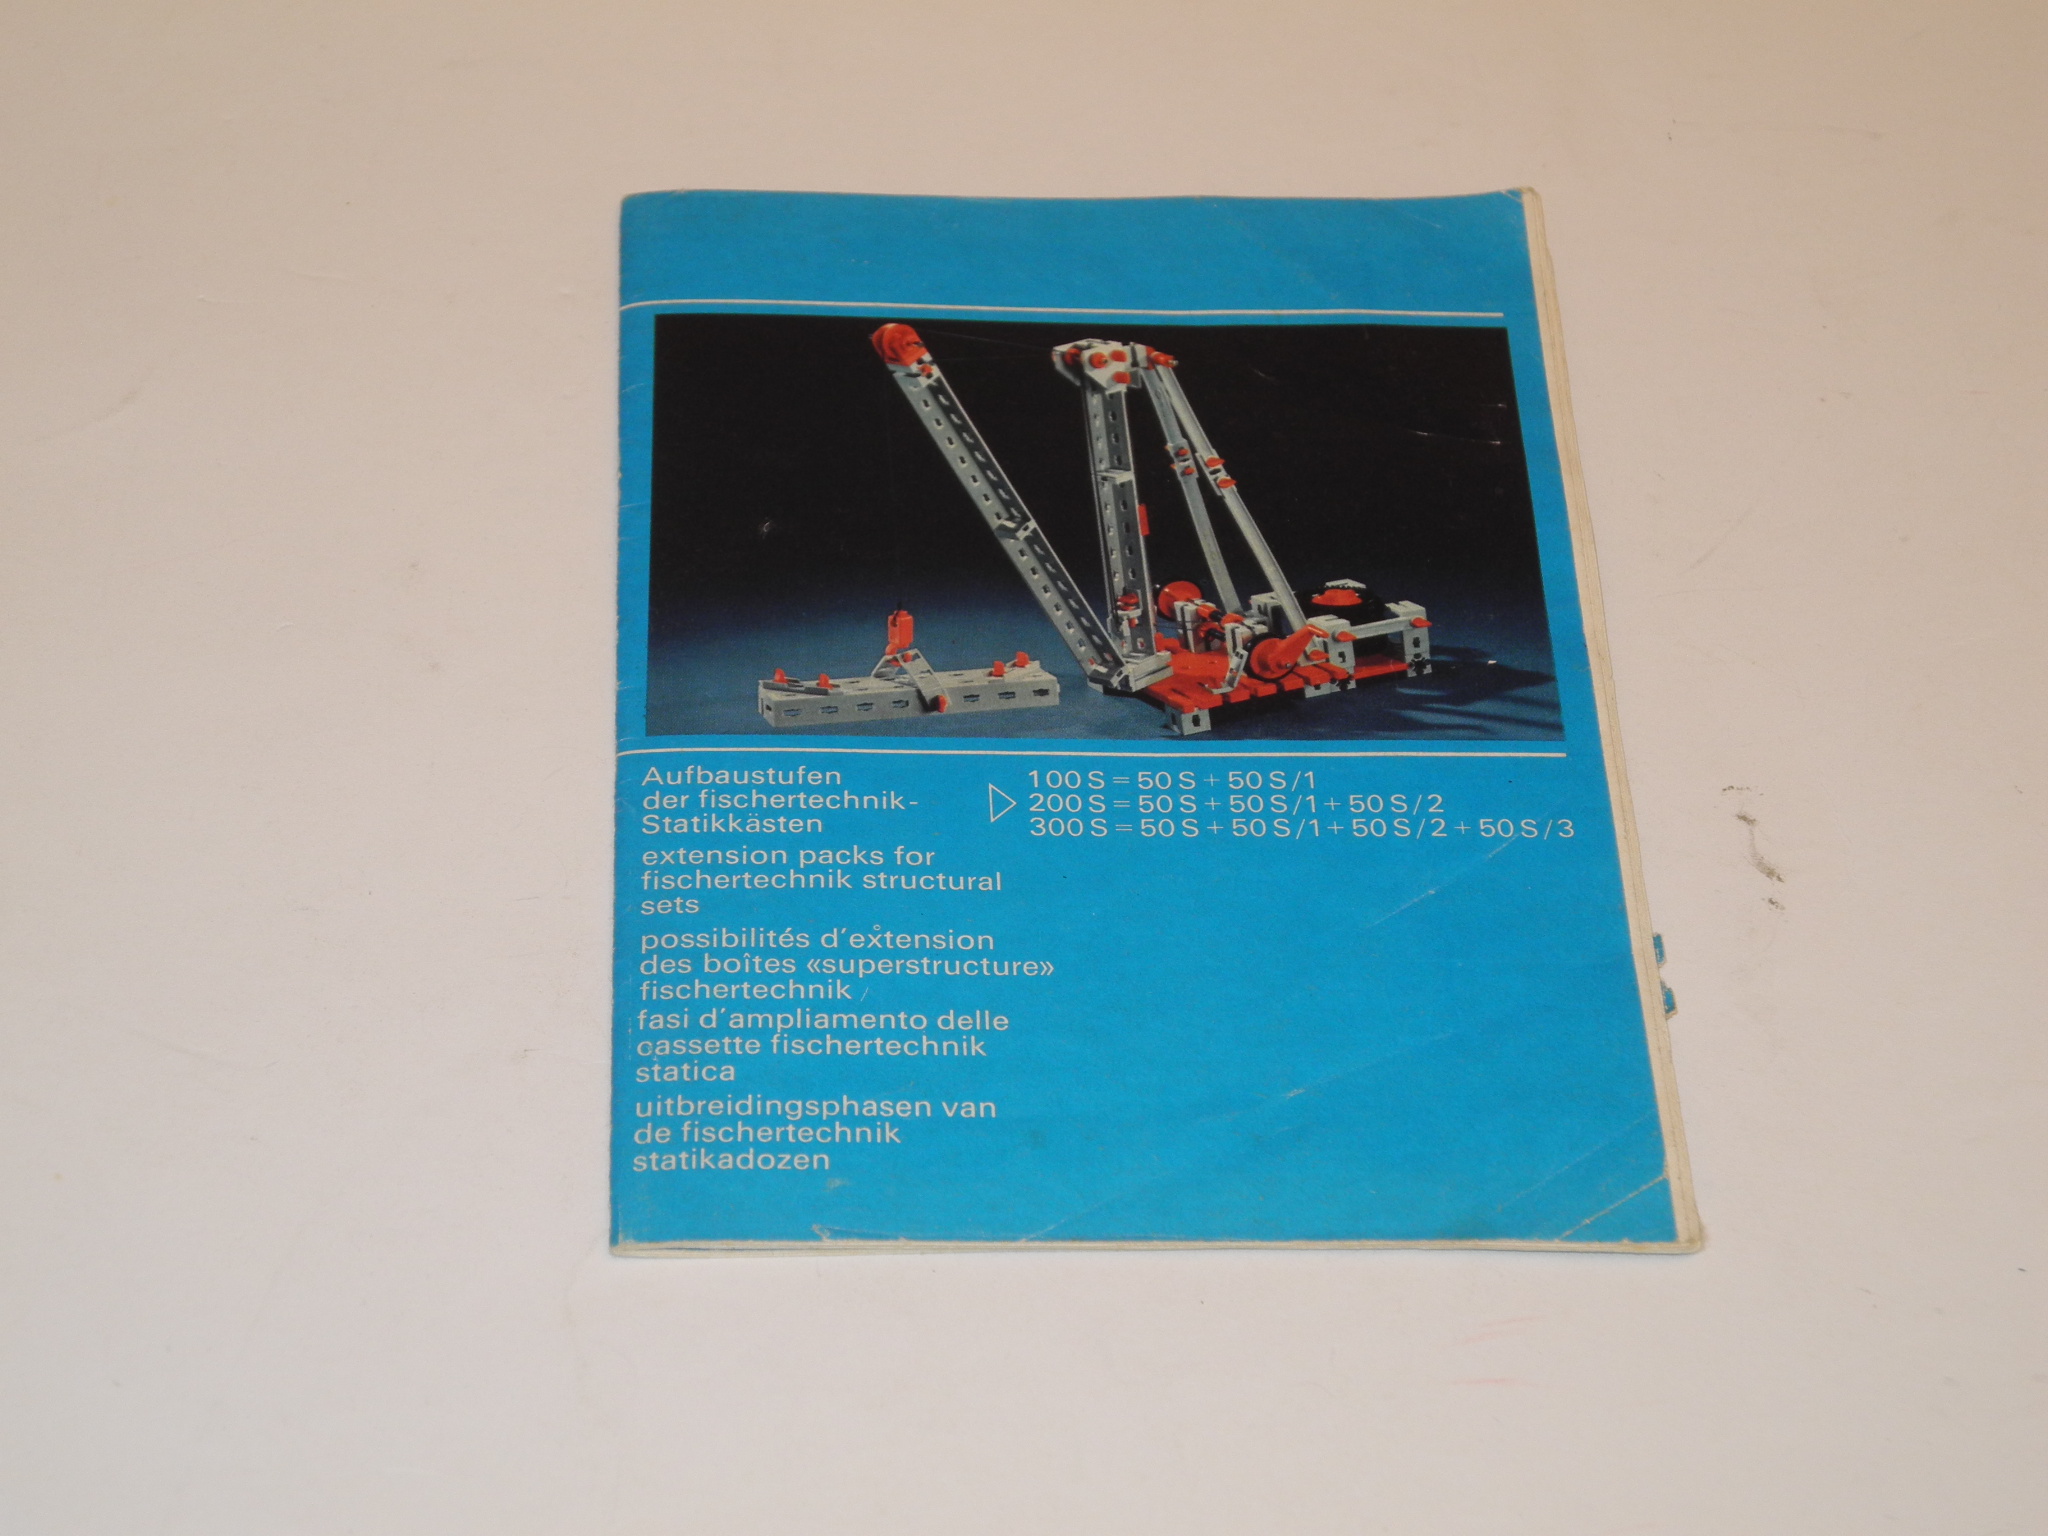 Aufbaustufen
der fischertechnik-
Statikkästen
100 S = 50 S + 50 S/1
200 S = 50 S + 50 S/1 + 50 S/2
300 S = 50 S + 50 S/1 + 50 S/2 + 50 S/3
extension packs for
fischertechnik structural
sets
possibilités d'extension
des boîtes «superstructure»
fischertechnik
fasi d'ampliamento delle
cassette fischertechnik
statica
uitbreidingsphasen van
de fischertechnik
statikadozen